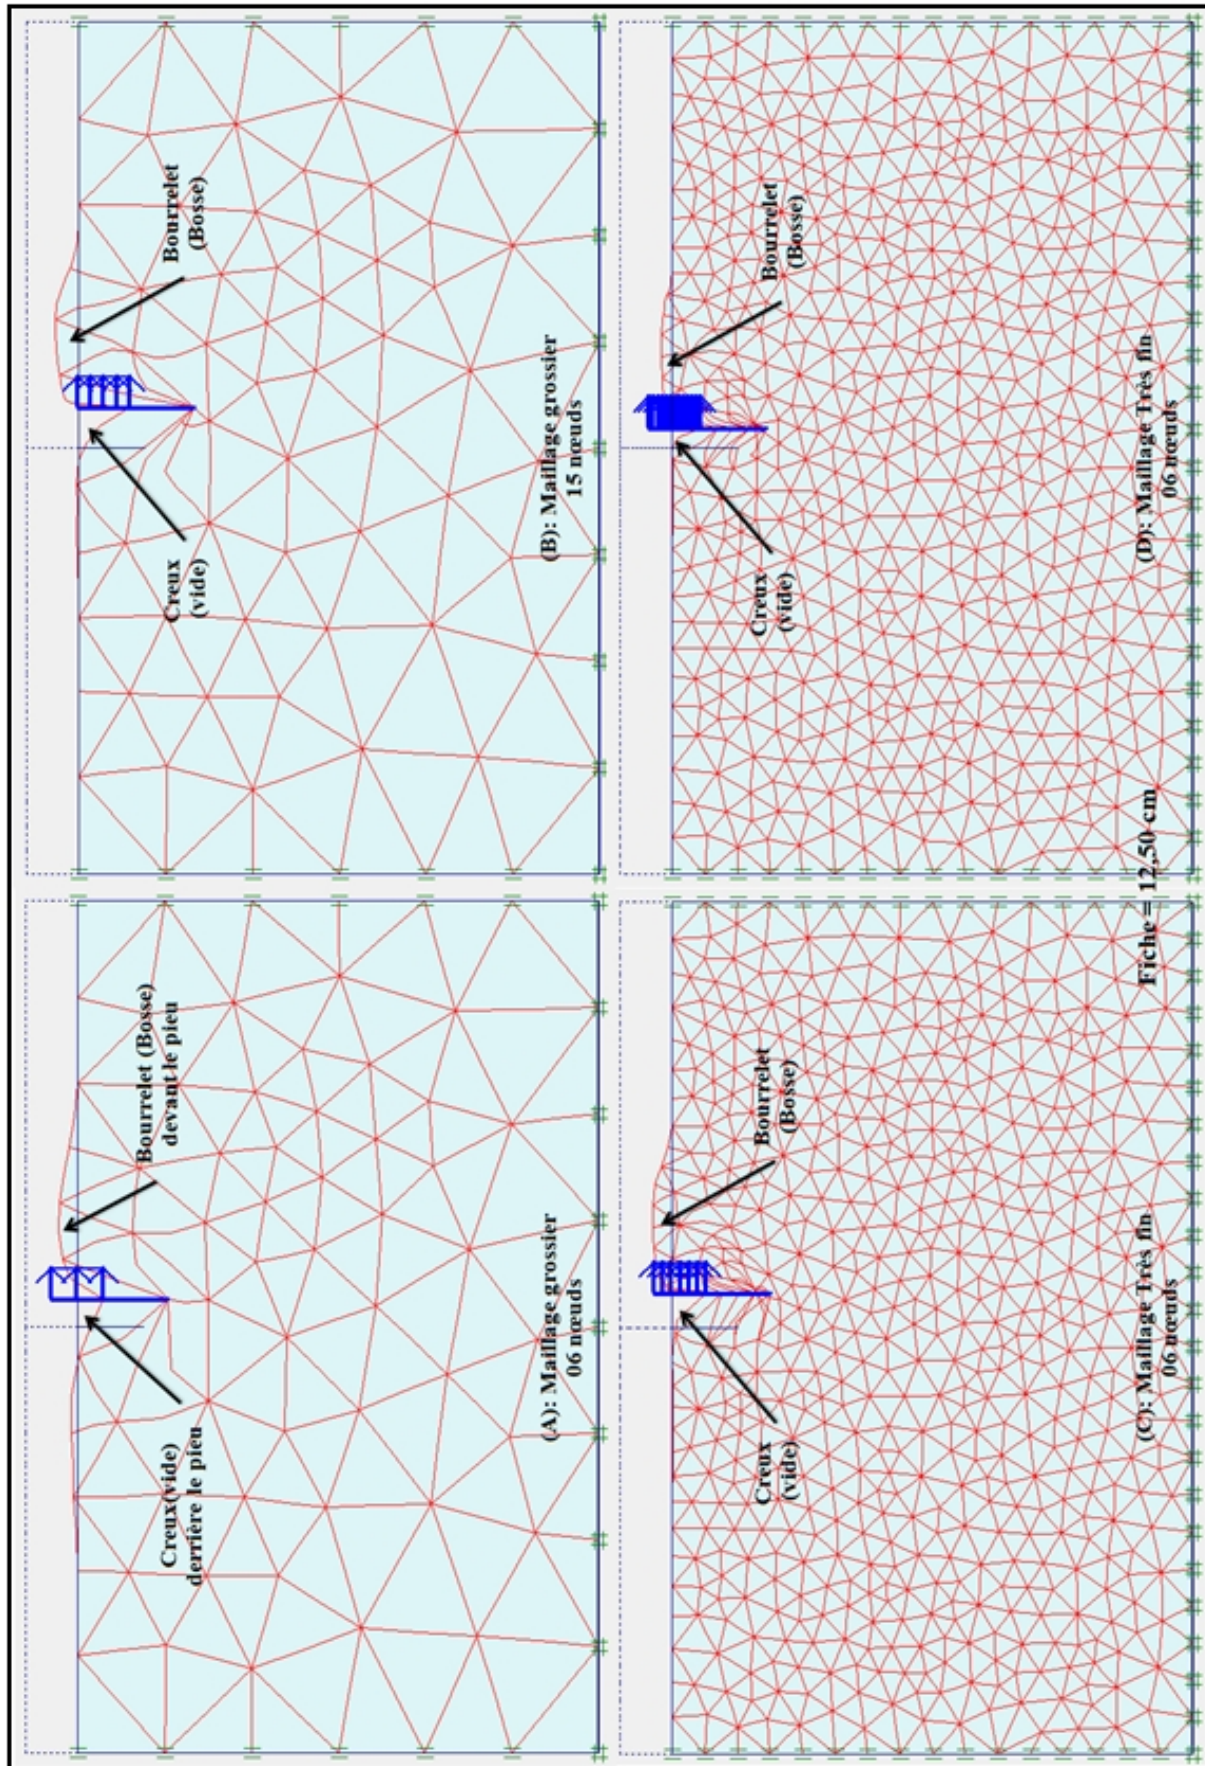 Creux(vide)
derrière le pieu
Bourrelet (Bosse)
devant le pieu
(A): Maillage grossier
06 nœuds
Creux
(vide)
Bourrelet
(Bosse)
(B): Maillage grossier
15 nœuds
Creux
(vide)
Bourrelet
(Bosse)
(C): Maillage Très fin
06 nœuds
Creux
(vide)
Bourrelet
(Bosse)
(D): Maillage Très fin
06 nœuds
Fiche = 12,50 cm